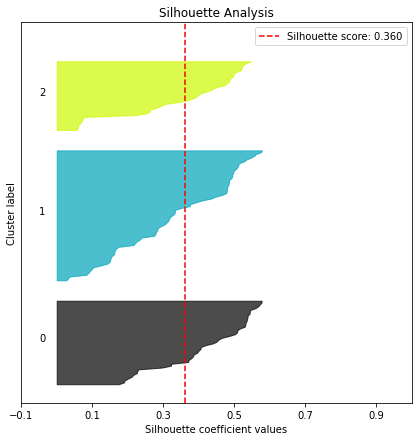 Silhouette Analysis
Silhouette score: 0.360
2
1
0
Cluster label
−0.1 0.1 0.3 0.5 0.7 0.9
Silhouette coefficient values